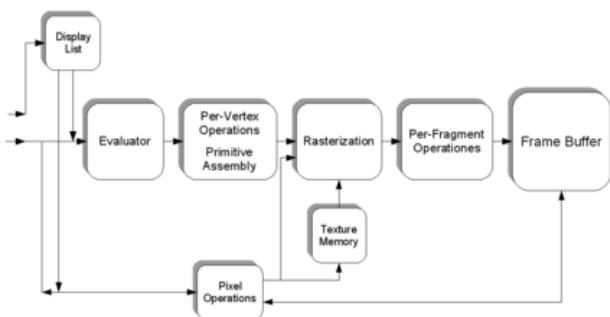 Display
List
Evaluator
Per-Vertex
Operations
Primitive
Assembly
Rasterization
Per-Fragment
Operationes
Frame Buffer
Texture
Memory
Pixel
Operations